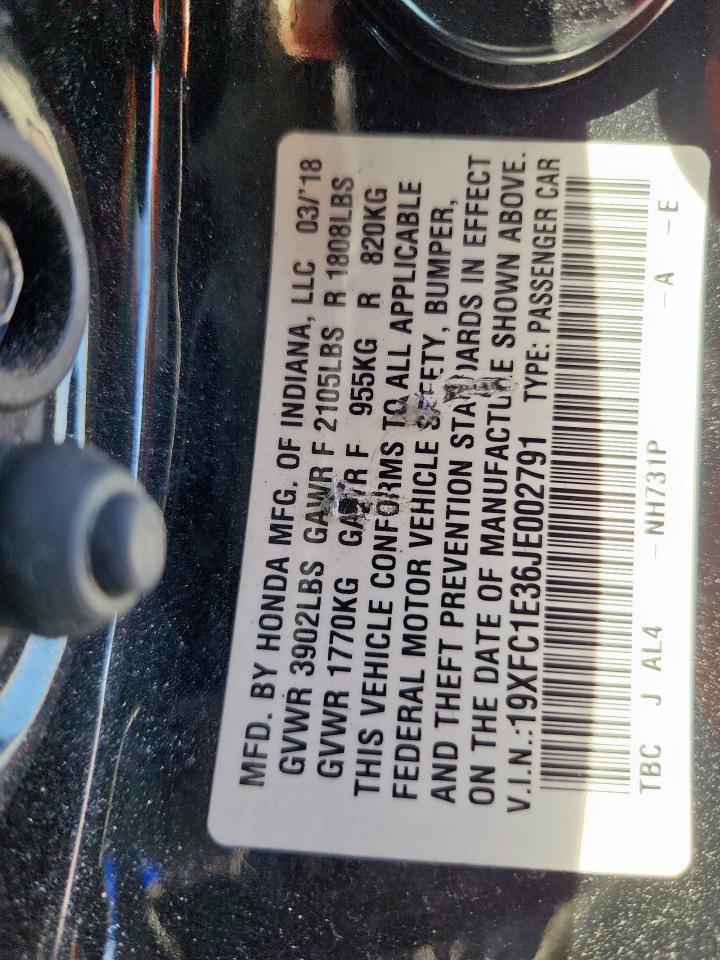 MFD. BY HONDA MFG. OF INDIANA, LLC 03/'18
GVWR 3902LBS GAWR F 2105LBS R 1808LBS
GVWR 1770KG GAWR F 955KG R 820KG
THIS VEHICLE CONFORMS TO ALL APPLICABLE
FEDERAL MOTOR VEHICLE SAFETY, BUMPER,
AND THEFT PREVENTION STANDARDS IN EFFECT
ON THE DATE OF MANUFACTURE SHOWN ABOVE.
V.I.N.:19XFC1E36JE002791 TYPE: PASSENGER CAR
TBC J AL4 - NH731P - A - E